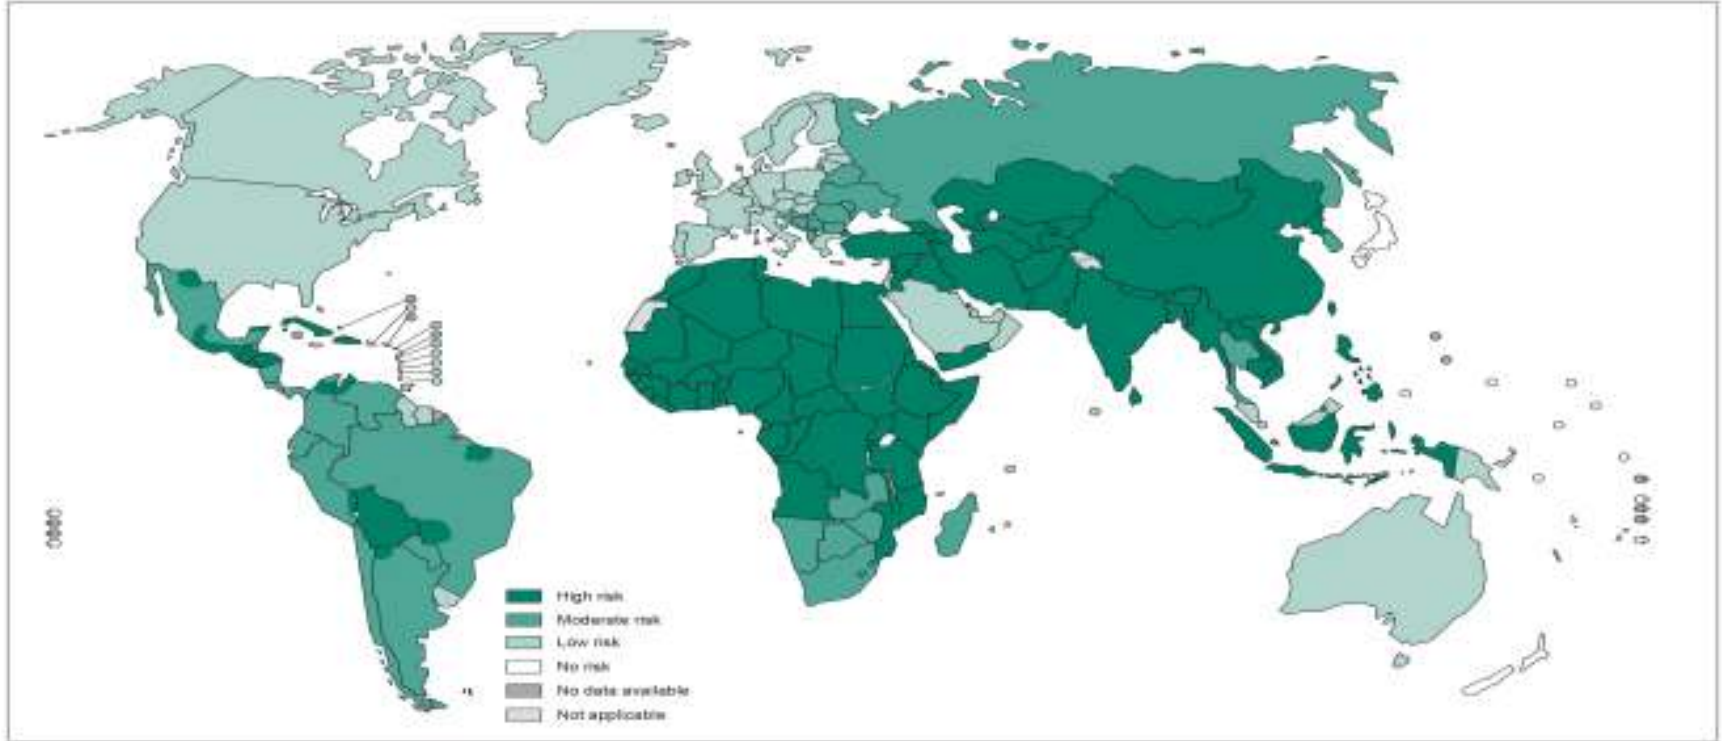 High risk
Moderate risk
Low risk
No risk
No data available
Not applicable